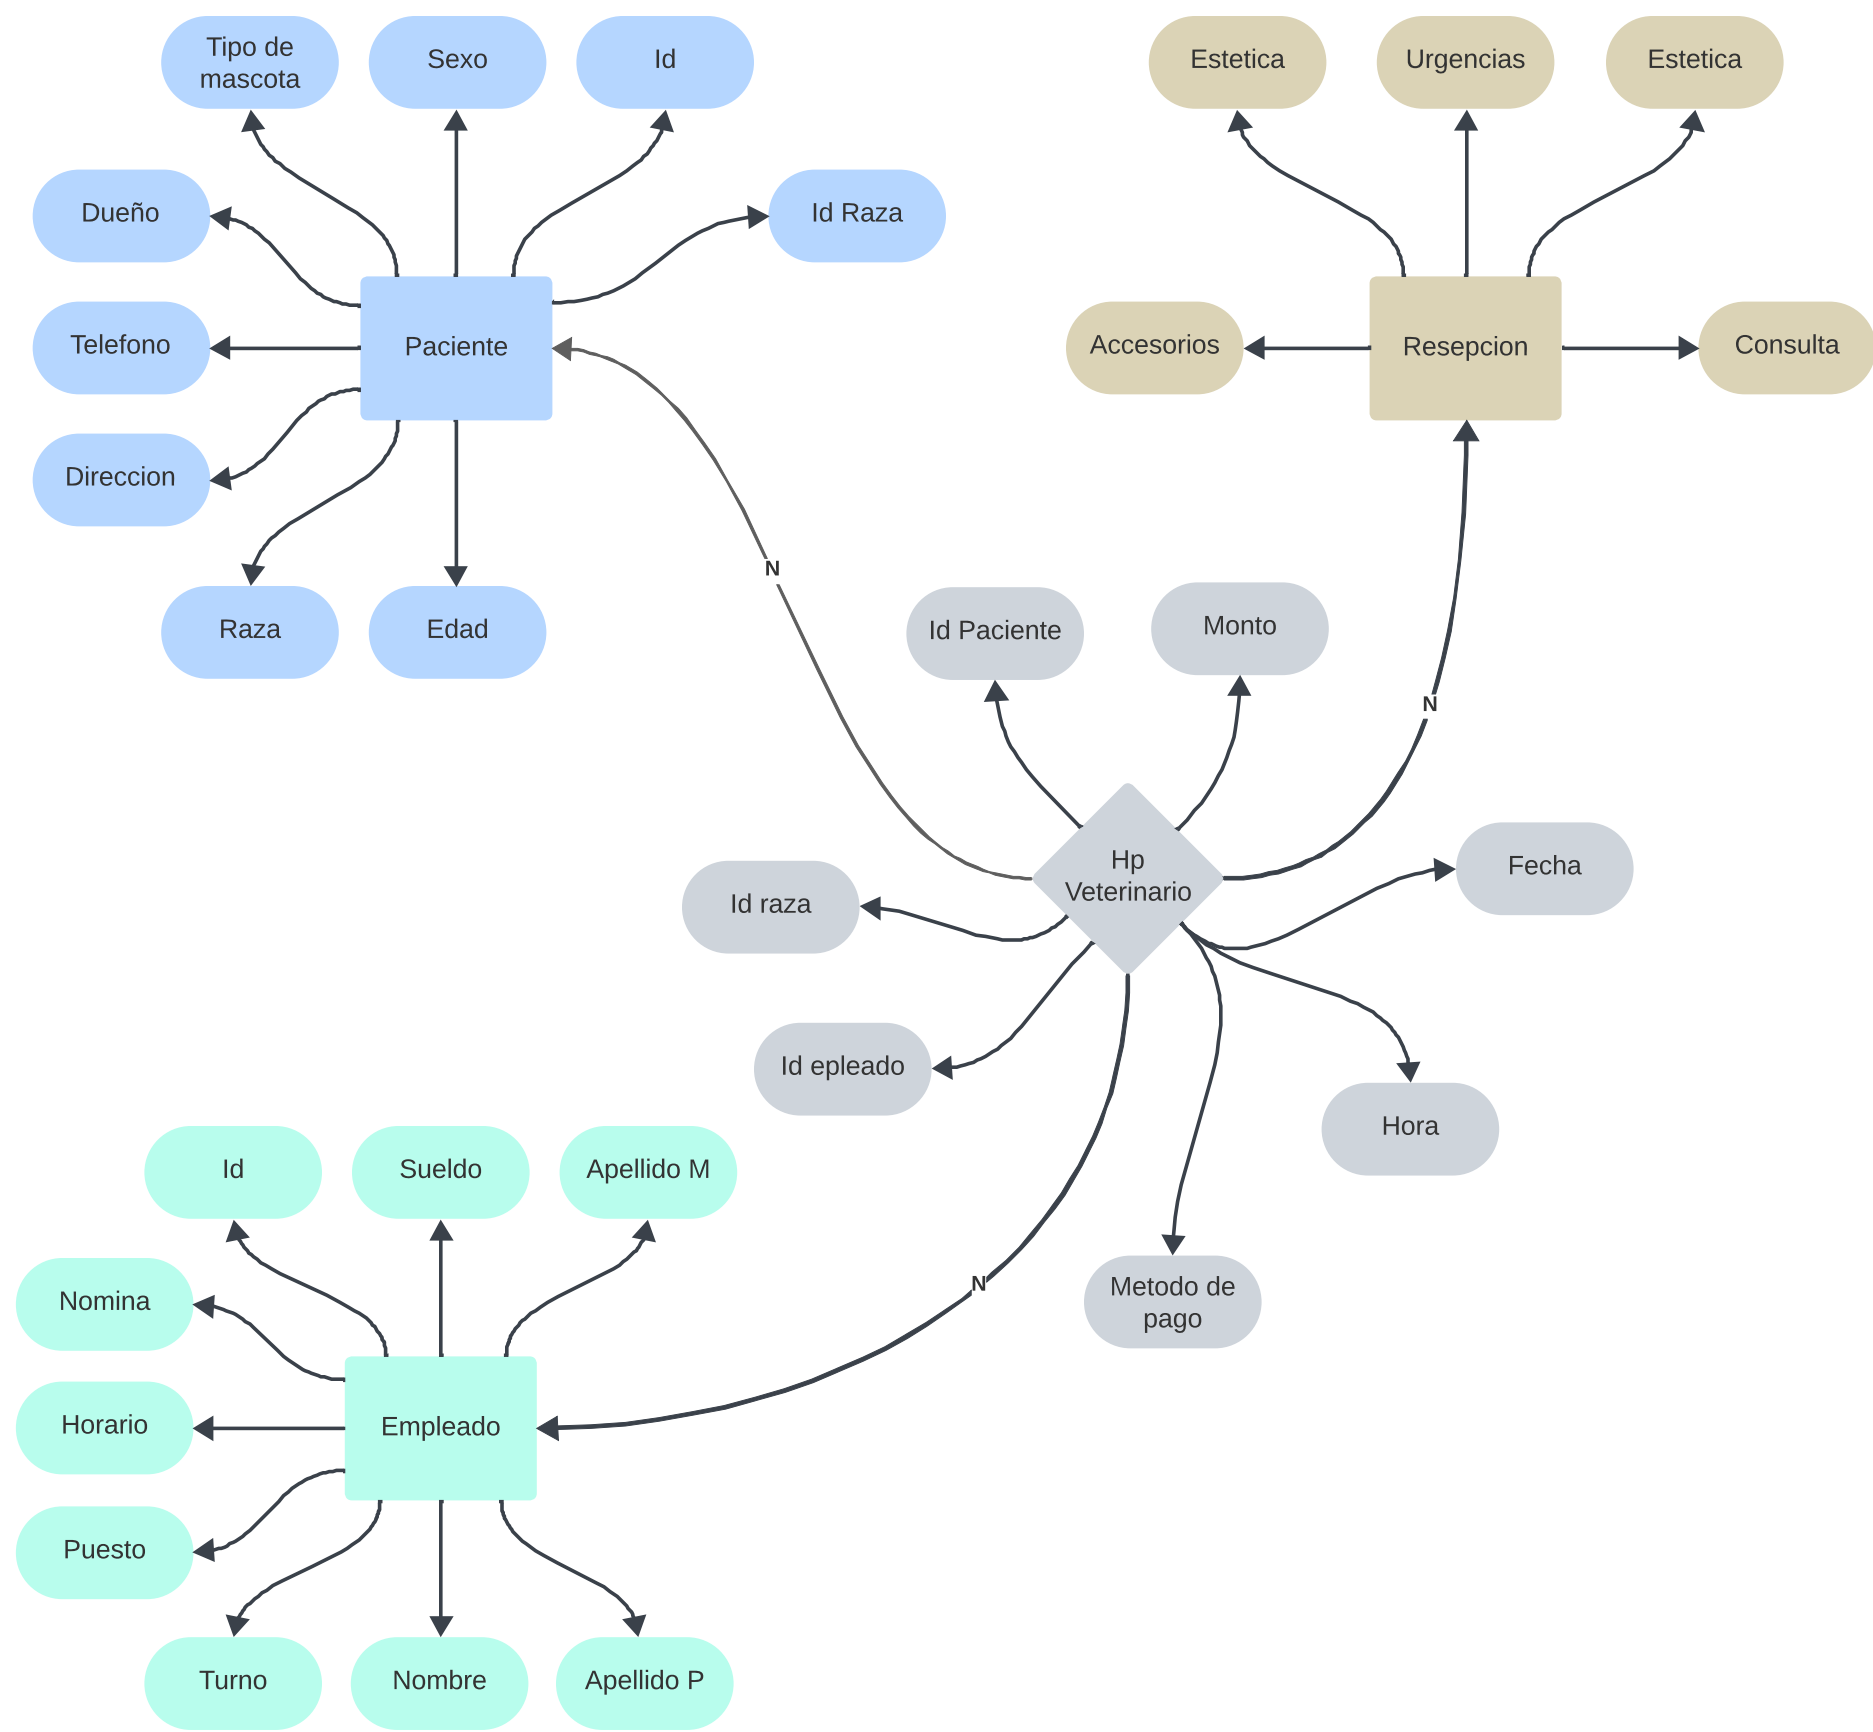 Tipo de
mascota
Sexo
Id
Estetica
Urgencias
Estetica
Dueño
Id Raza
Telefono
Paciente
Accesorios
Resepcion
Consulta
Direccion
Raza
Edad
N
Id Paciente
Monto
N
Hp
Veterinario
Fecha
Id raza
Id epleado
Hora
Id
Sueldo
Apellido M
Nomina
N
Metodo de
pago
Horario
Empleado
Puesto
Turno
Nombre
Apellido P